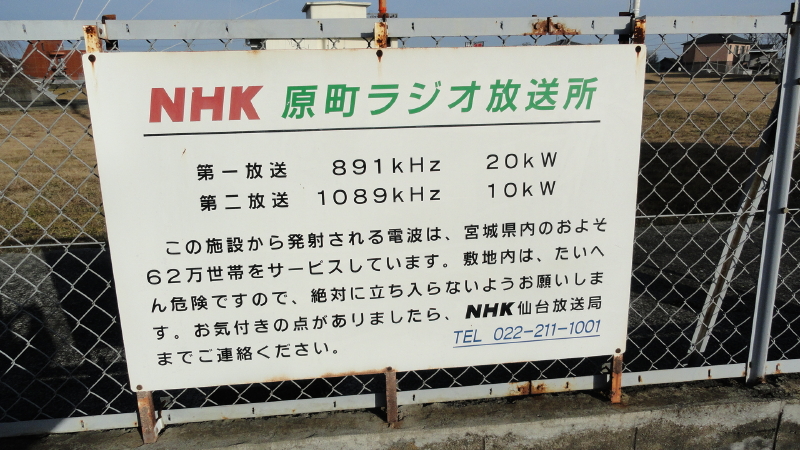 NHK 原町ラジオ放送所
第一放送 891kHz 20kW
第二放送 1089kHz 10kW
この施設から発射される電波は、宮城県内のおよそ
62万世帯をサービスしています。敷地内は、たいへ
ん危険ですので、絶対に立ち入らないようお願いしま
す。お気付きの点がありましたら、NHK仙台放送局
までご連絡ください。 TEL 022-211-1001